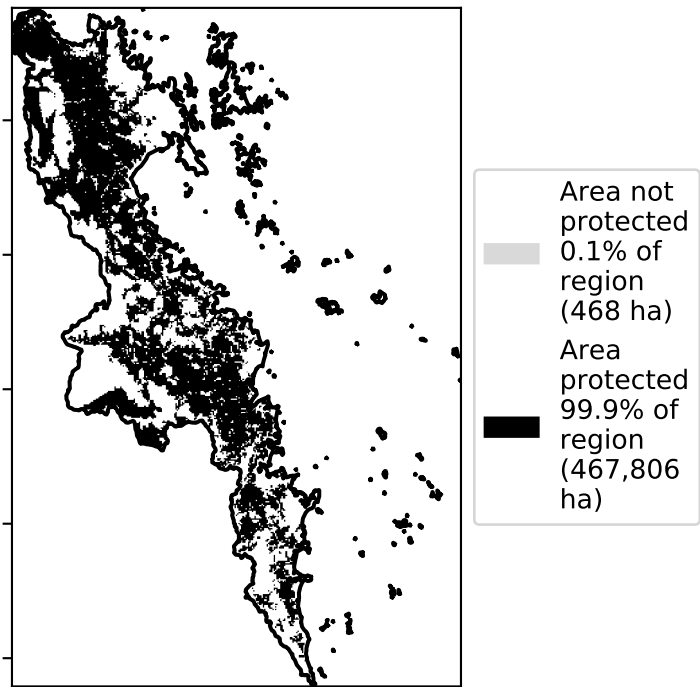 Area not
protected
0.1% of
region
(468 ha)
Area
protected
99.9% of
region
(467,806
ha)